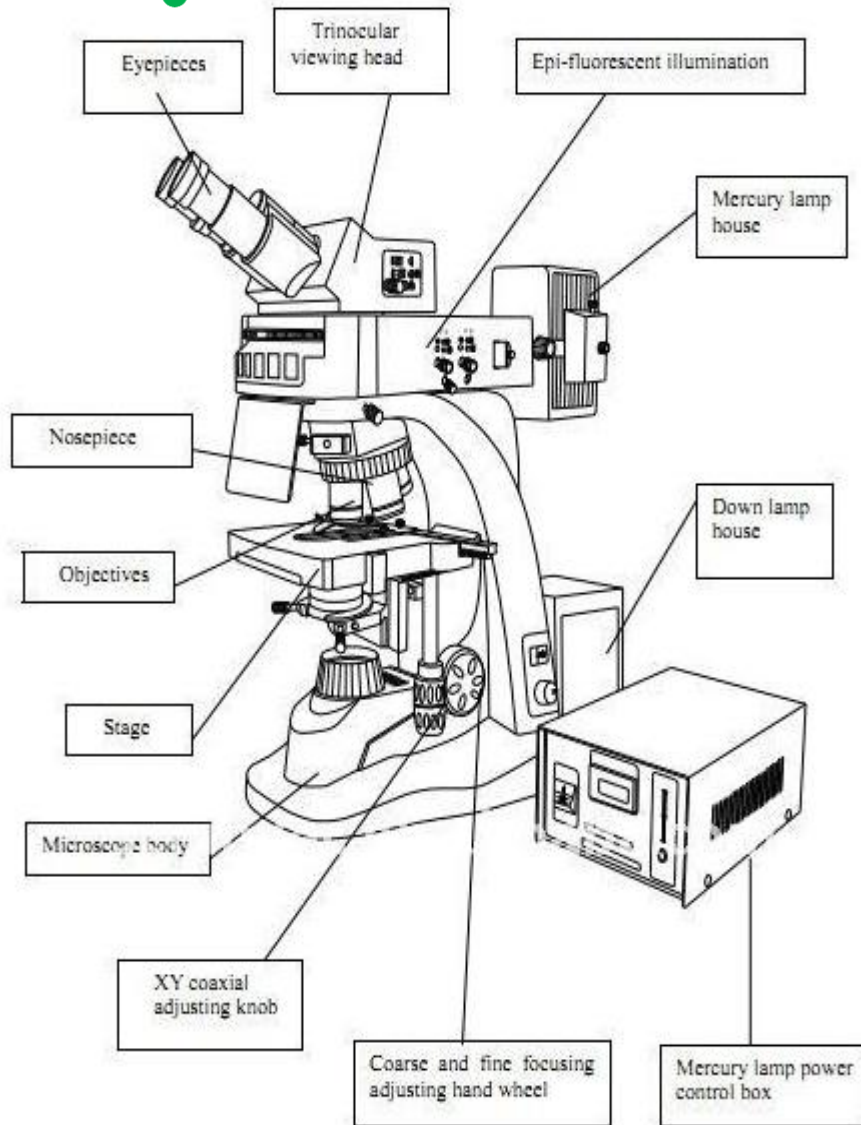 Trinocular
viewing head
Eyepieces
Epi-fluorescent illumination
Mercury lamp
house
Nosepiece
Down lamp
house
Objectives
Stage
Microscope body
XY coaxial
adjusting knob
Coarse and fine focusing
adjusting hand wheel
Mercury lamp power
control box